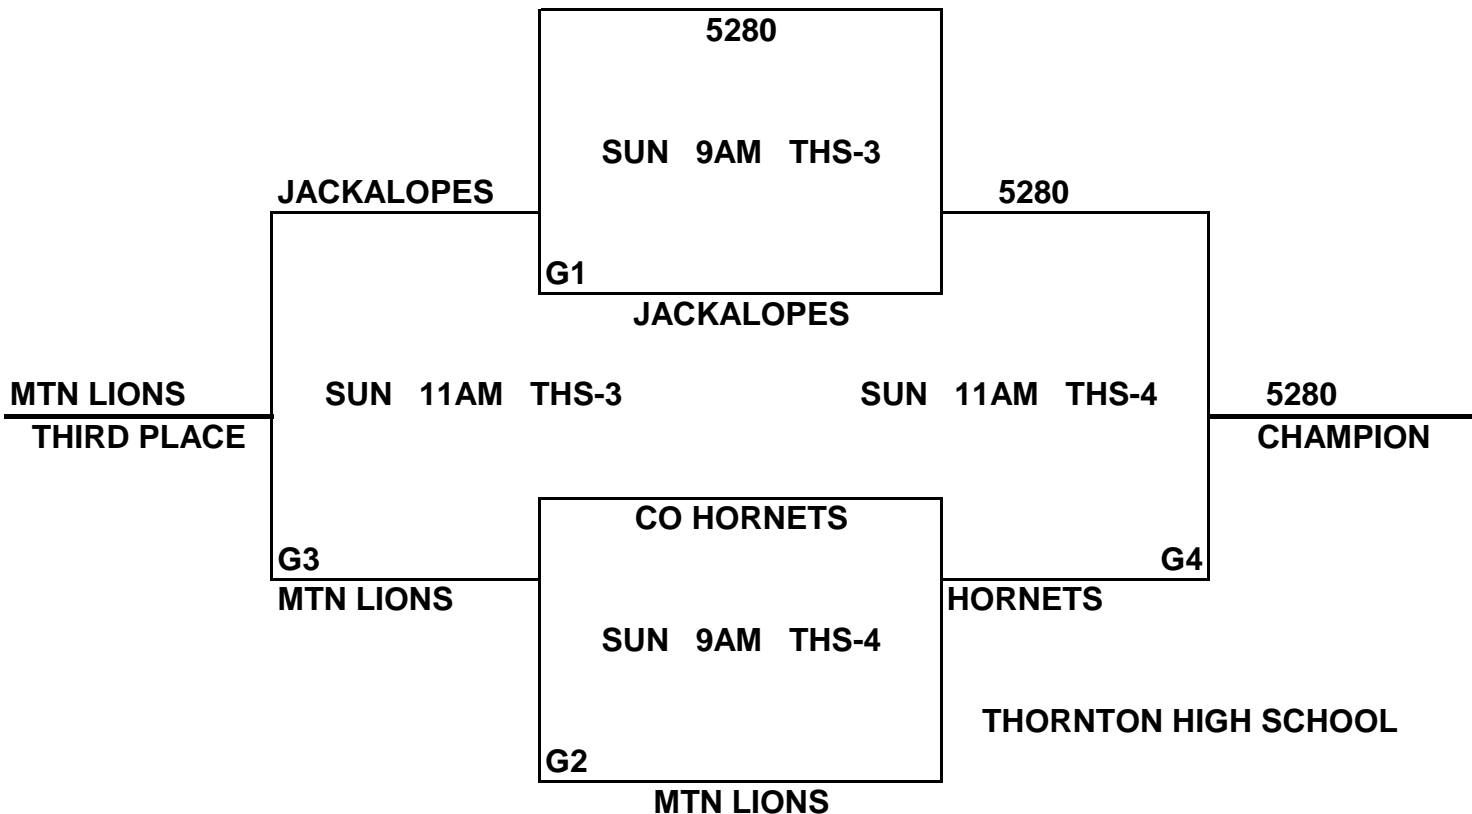 5280
SUN 9AM THS-3
JACKALOPES
5280
G1
JACKALOPES
MTN LIONS
SUN 11AM THS-3
SUN 11AM THS-4
5280
THIRD PLACE
CHAMPION
CO HORNETS
G3
G4
MTN LIONS
HORNETS
SUN 9AM THS-4
THORNTON HIGH SCHOOL
G2
MTN LIONS